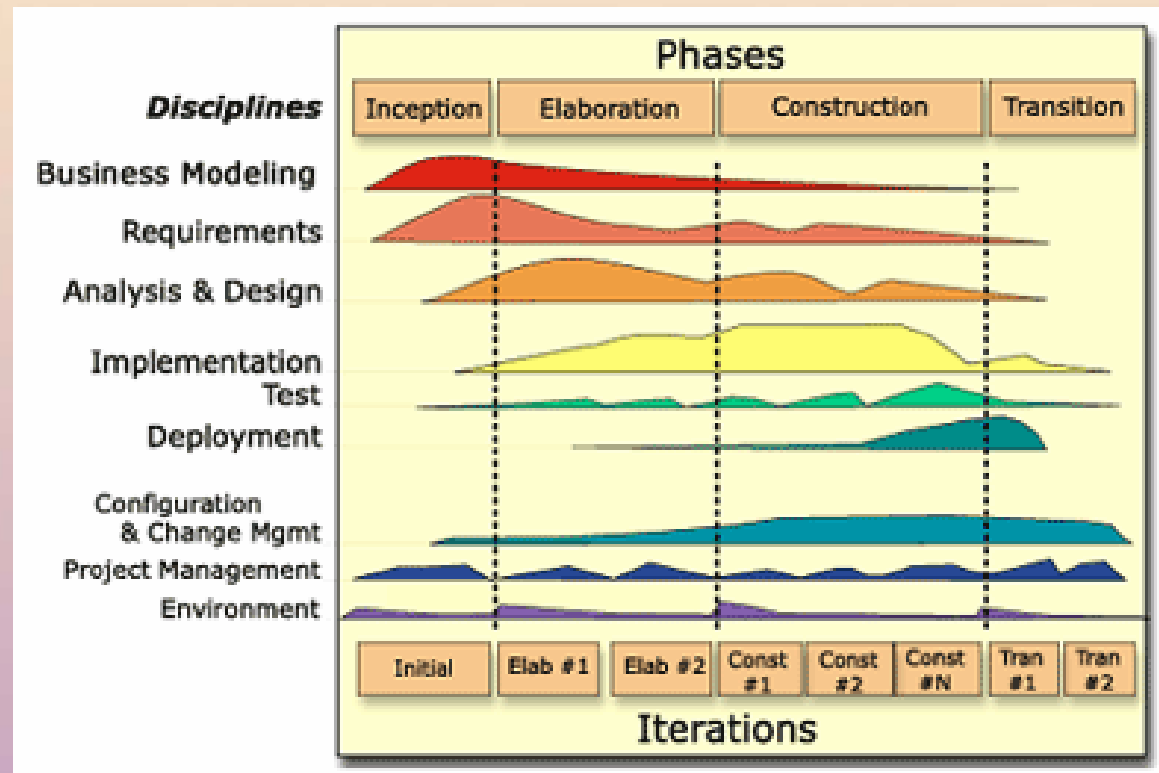 Phases
Disciplines
Inception
Elaboration
Construction
Transition
Business Modeling
Requirements
Analysis & Design
Implementation
Test
Deployment
Configuration
& Change Mgmt
Project Management
Environment
Initial
Elab #1
Elab #2
Const
#1
Const
#2
Const
#N
Tran
#1
Tran
#2
Iterations